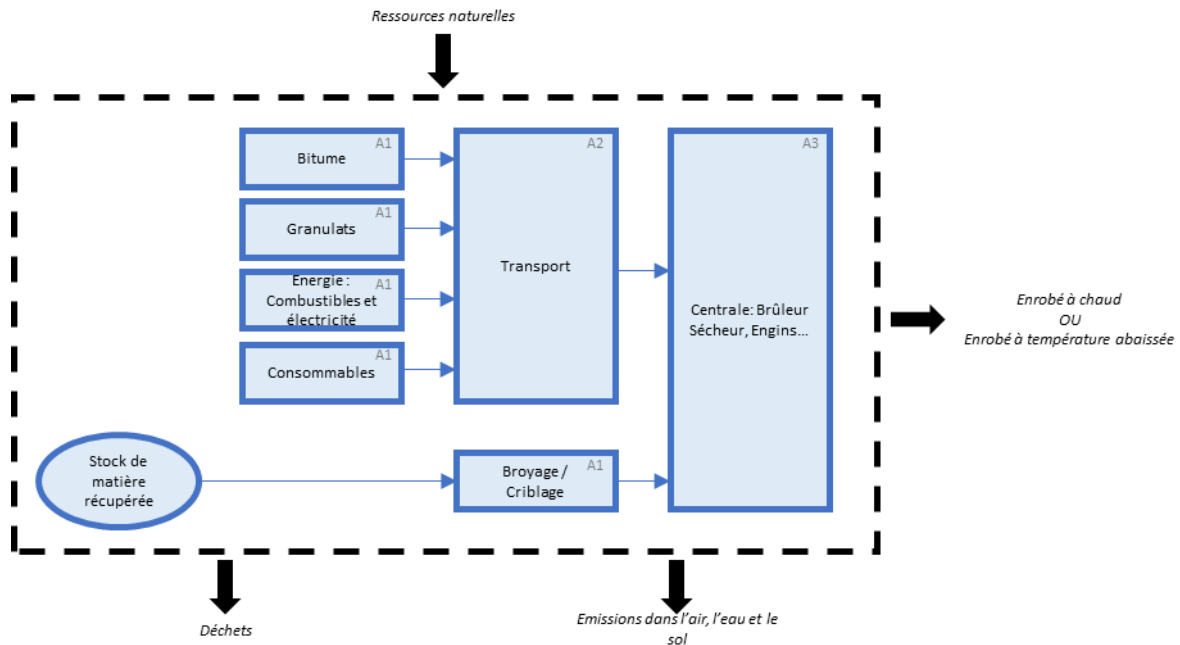 Ressources naturelles
A1
Bitume
A1
Granulats
A1
Energie :
Combustibles et
électricité
A1
Consommables
A2
Transport
A3
Centrale: Brûleur
Sécheur, Engins...
Stock de
matière
récupérée
A1
Broyage /
Criblage
Enrobé à chaud
OU
Enrobé à température abaissée
Déchets
Emissions dans l'air, l'eau et le
sol